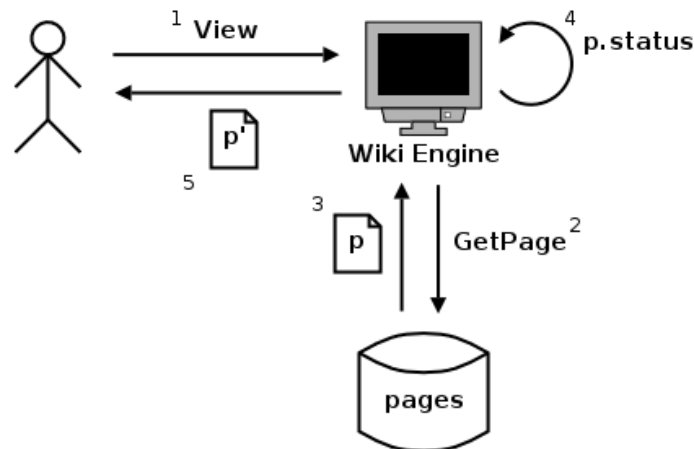 1 View
4
p.status
p'
5
Wiki Engine
3
p
GetPage 2
pages